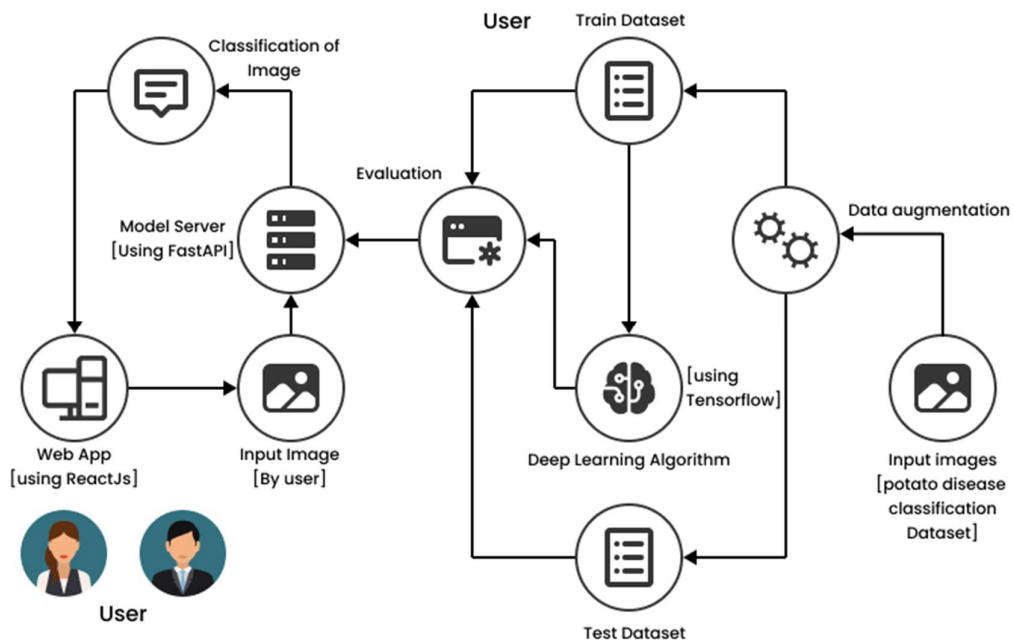 User
Train Dataset
Classification of
Image
Evaluation
Data augmentation
Model Server
[Using FastAPI]
[using
Tensorflow]
Web App
[using ReactJs]
Input Image
[By user]
Deep Learning Algorithm
Input images
[potato disease
classification
Dataset]
User
Test Dataset